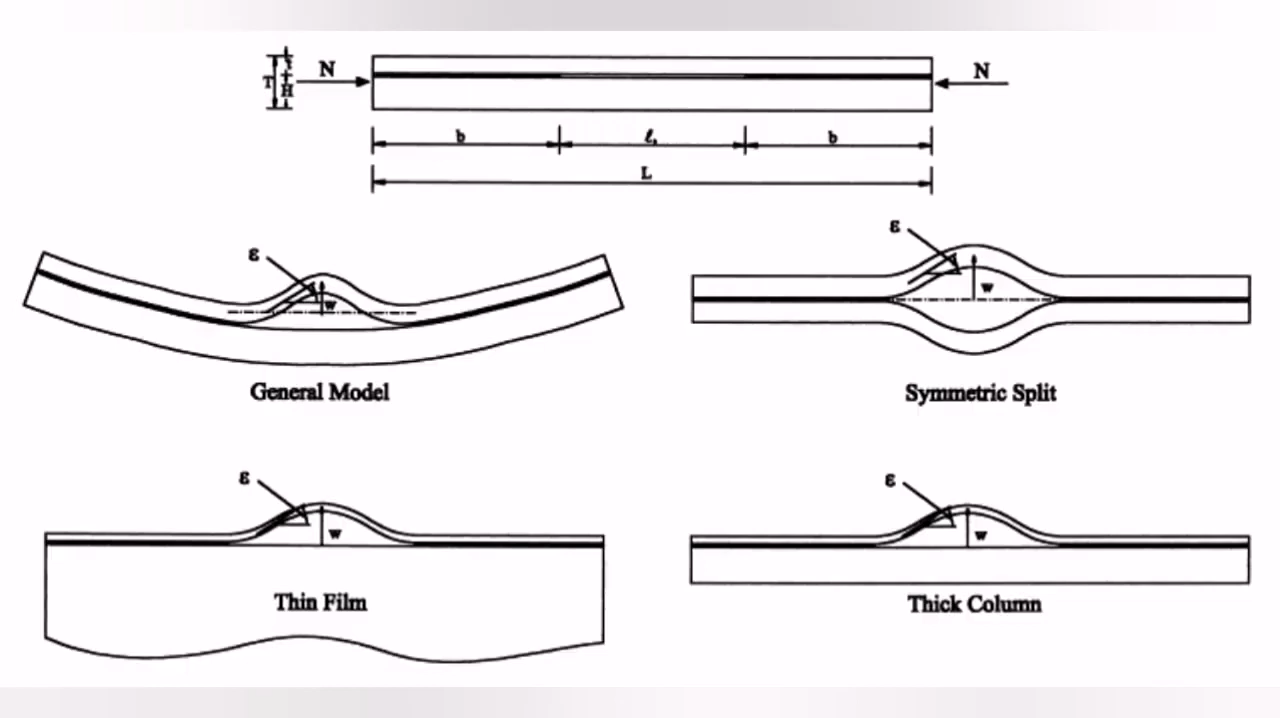 T
H
N
N
b
ℓ
b
L
ε
w
General Model
ε
w
Symmetric Split
ε
w
Thin Film
ε
w
Thick Column